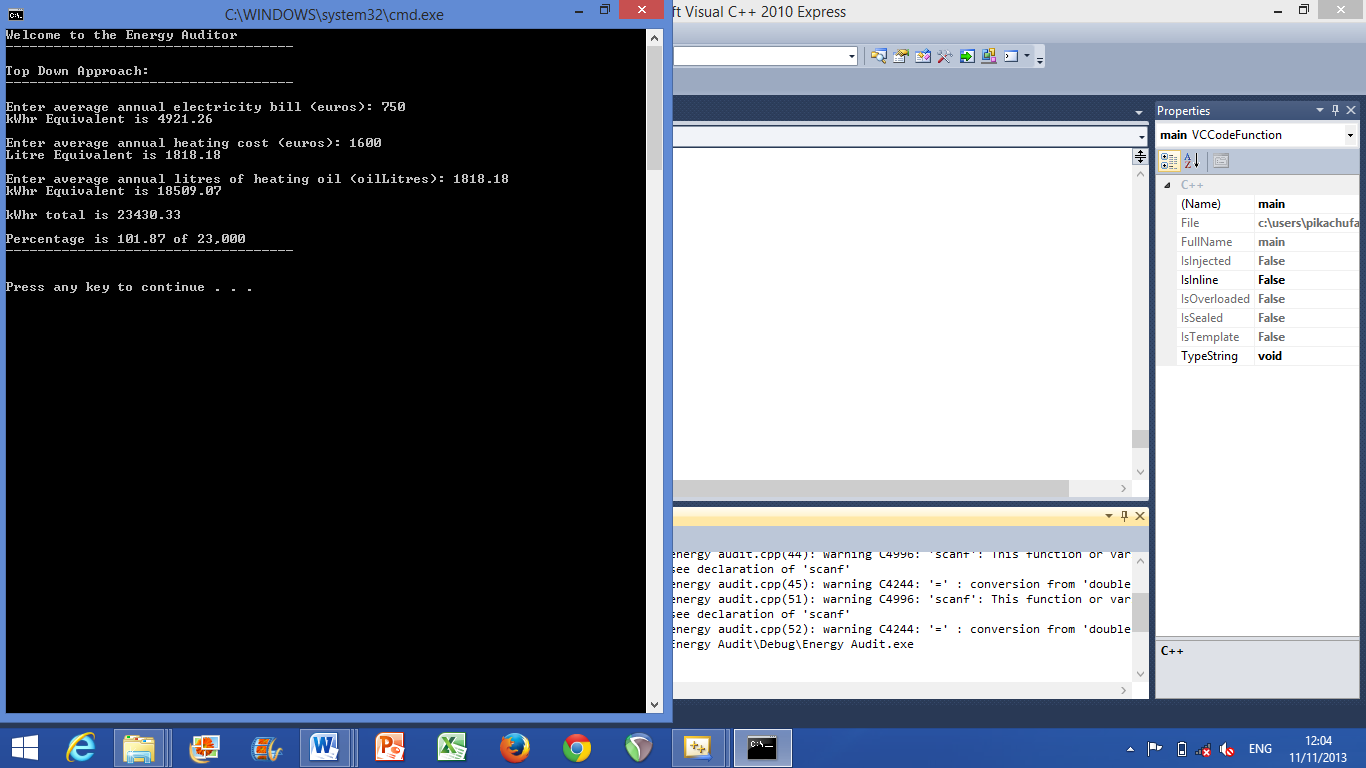 C:\WINDOWS\system32\cmd.exe
ft Visual C++ 2010 Express
Welcome to the Energy Auditor
------------------------------------
Top Down Approach:
------------------------------------
Enter average annual electricity bill (euros): 750
kWhr Equivalent is 4921.26
Enter average annual heating cost (euros): 1600
Litre Equivalent is 1818.18
Enter average annual litres of heating oil (oilLitres): 1818.18
kWhr Equivalent is 18509.07
kWhr total is 23430.33
Percentage is 101.87 of 23,000
------------------------------------
Press any key to continue . . .
Properties
main VCCodeFunction
C++
(Name) main
File c:\users\pikachufa
FullName main
IsInjected False
IsInline False
IsOverloaded False
IsSealed False
IsTemplate False
TypeString void
C++
energy audit.cpp(44): warning C4996: 'scanf': This function or var
see declaration of 'scanf'
energy audit.cpp(45): warning C4244: '=' : conversion from 'double
energy audit.cpp(51): warning C4996: 'scanf': This function or var
see declaration of 'scanf'
energy audit.cpp(52): warning C4244: '=' : conversion from 'double
Energy Audit\Debug\Energy Audit.exe
ENG
12:04
11/11/2013